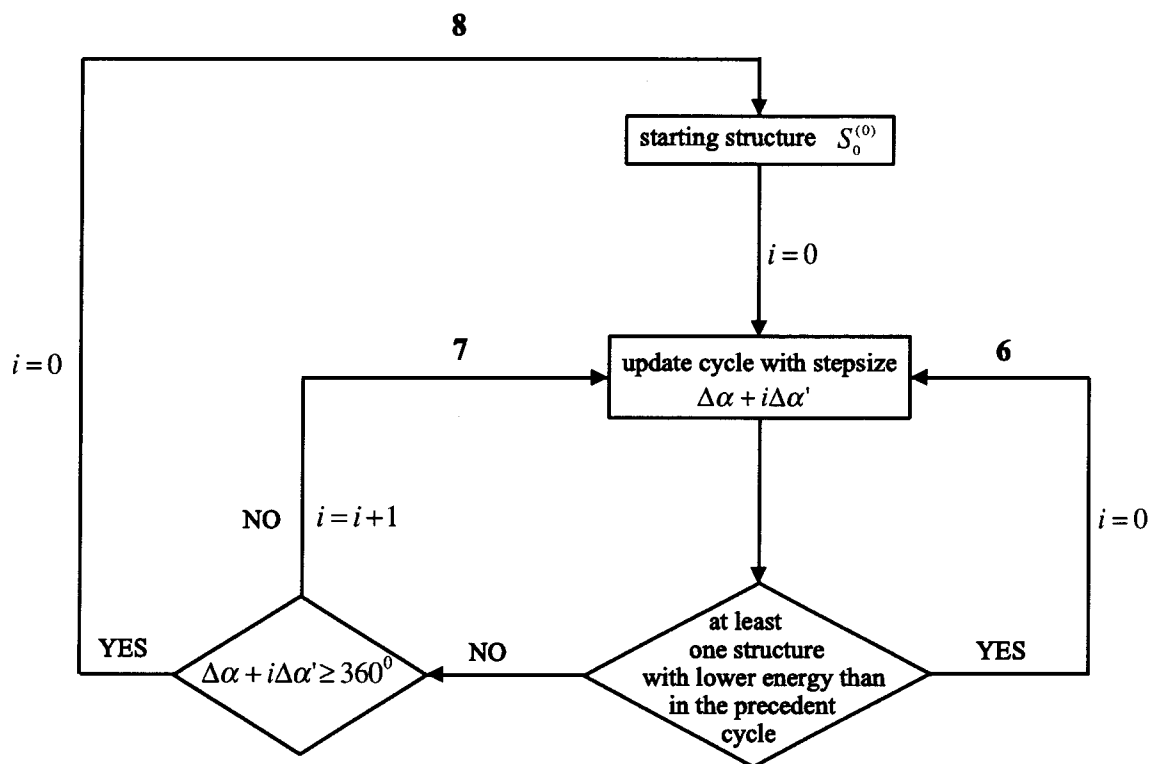 8
starting structure S₀⁽⁰⁾
i = 0
i = 0
7
6
update cycle with stepsize
Δα + iΔα'
NO
i = i+1
i = 0
at least
one structure
with lower energy than
in the precedent
cycle
YES
NO
YES
Δα + iΔα' ≥ 360⁰